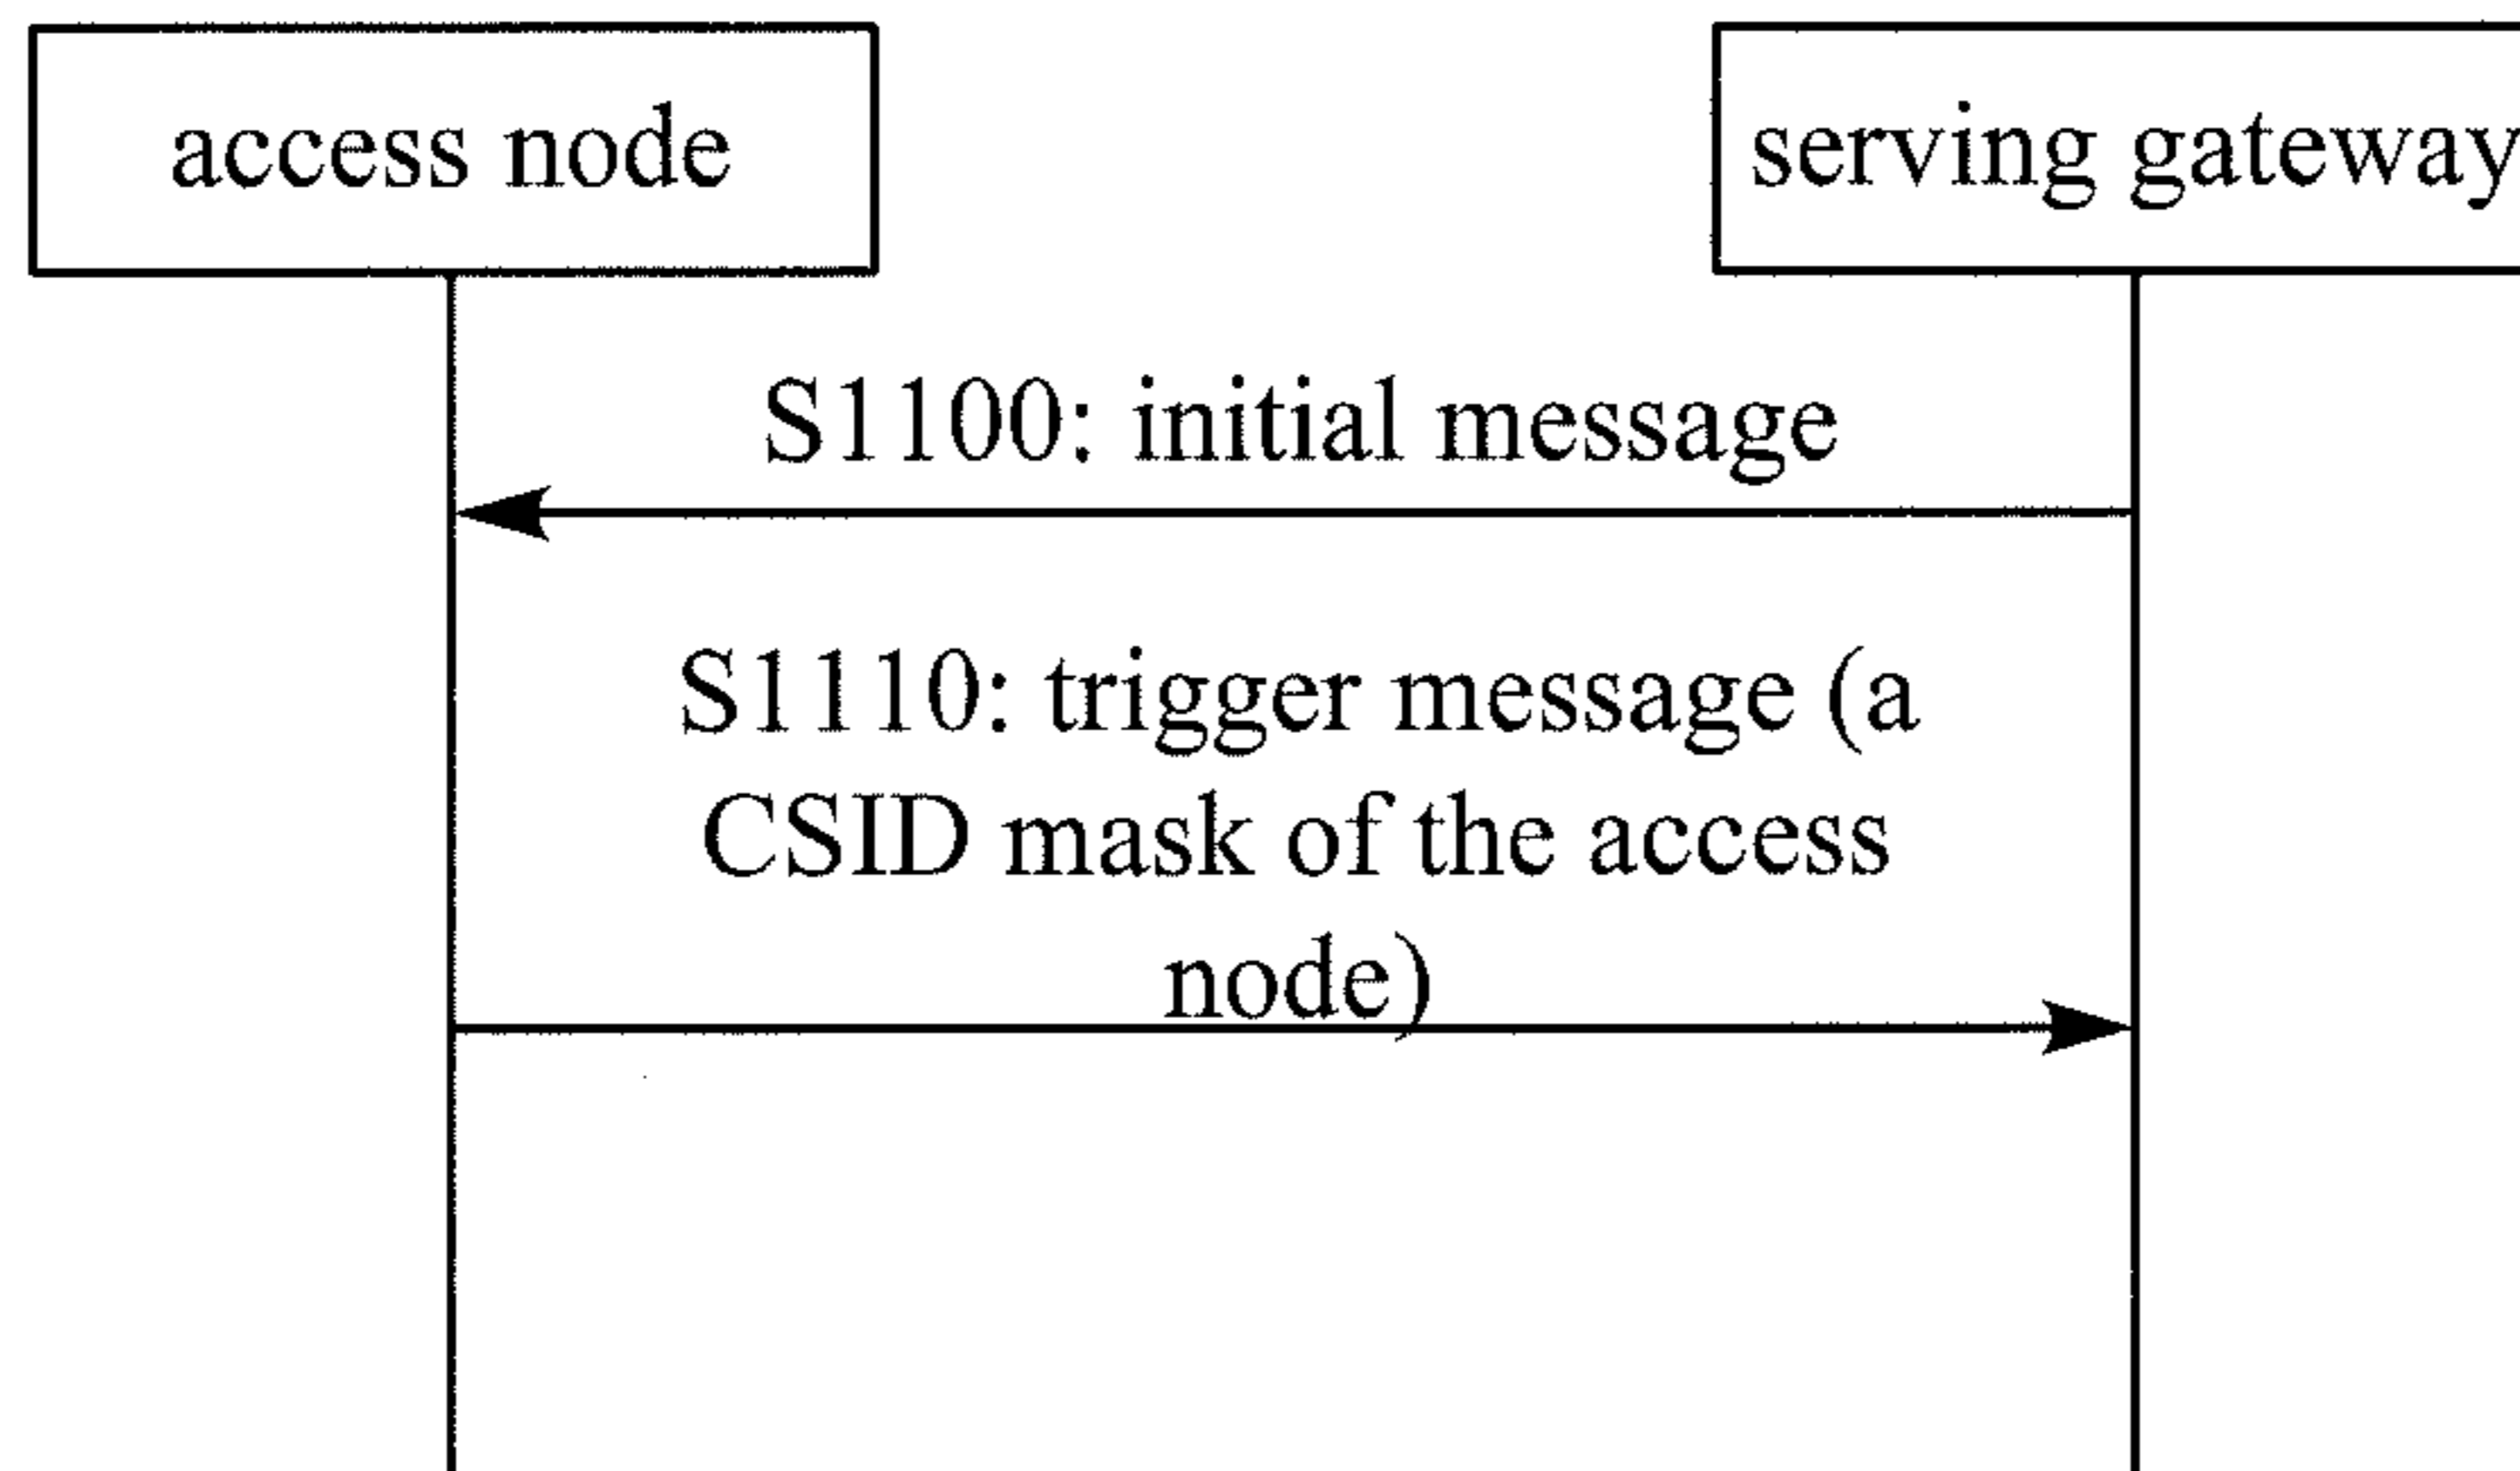 access node
serving gateway
S1100: initial message
S1110: trigger message (a
CSID mask of the access
node)